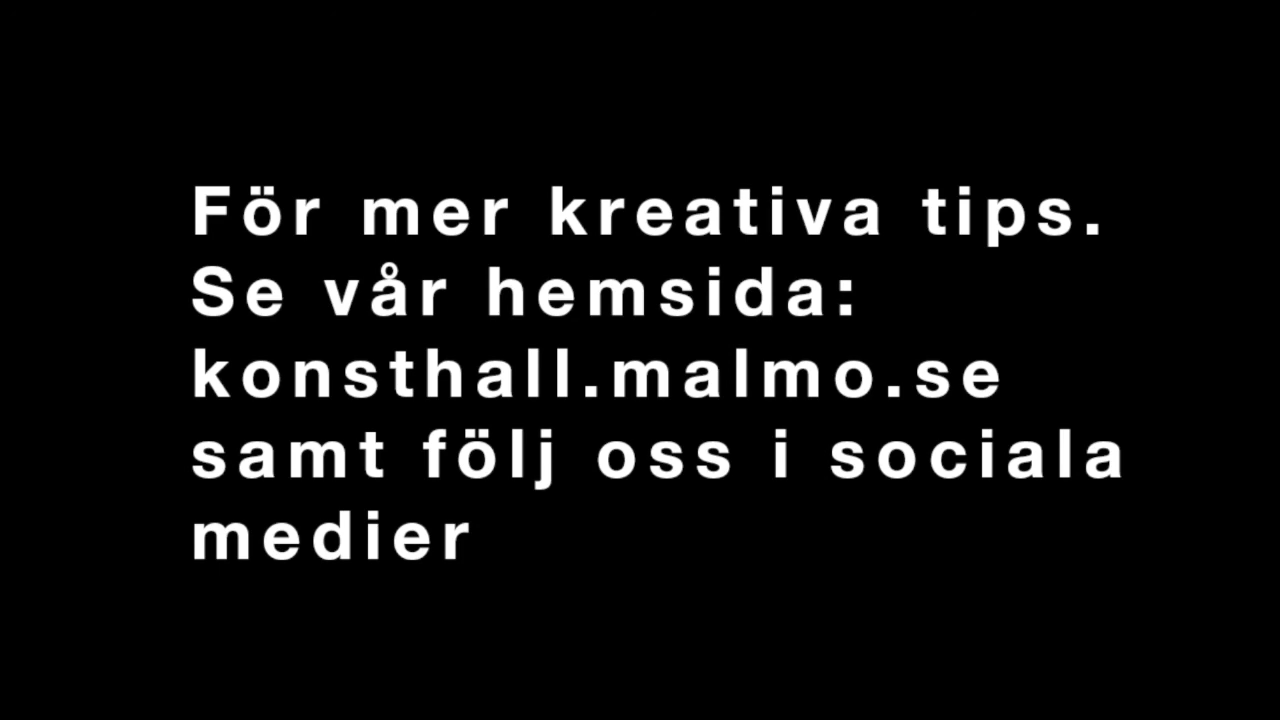 För mer kreativa tips.
Se vår hemsida:
konsthall.malmo.se
samt följ oss i sociala
medier